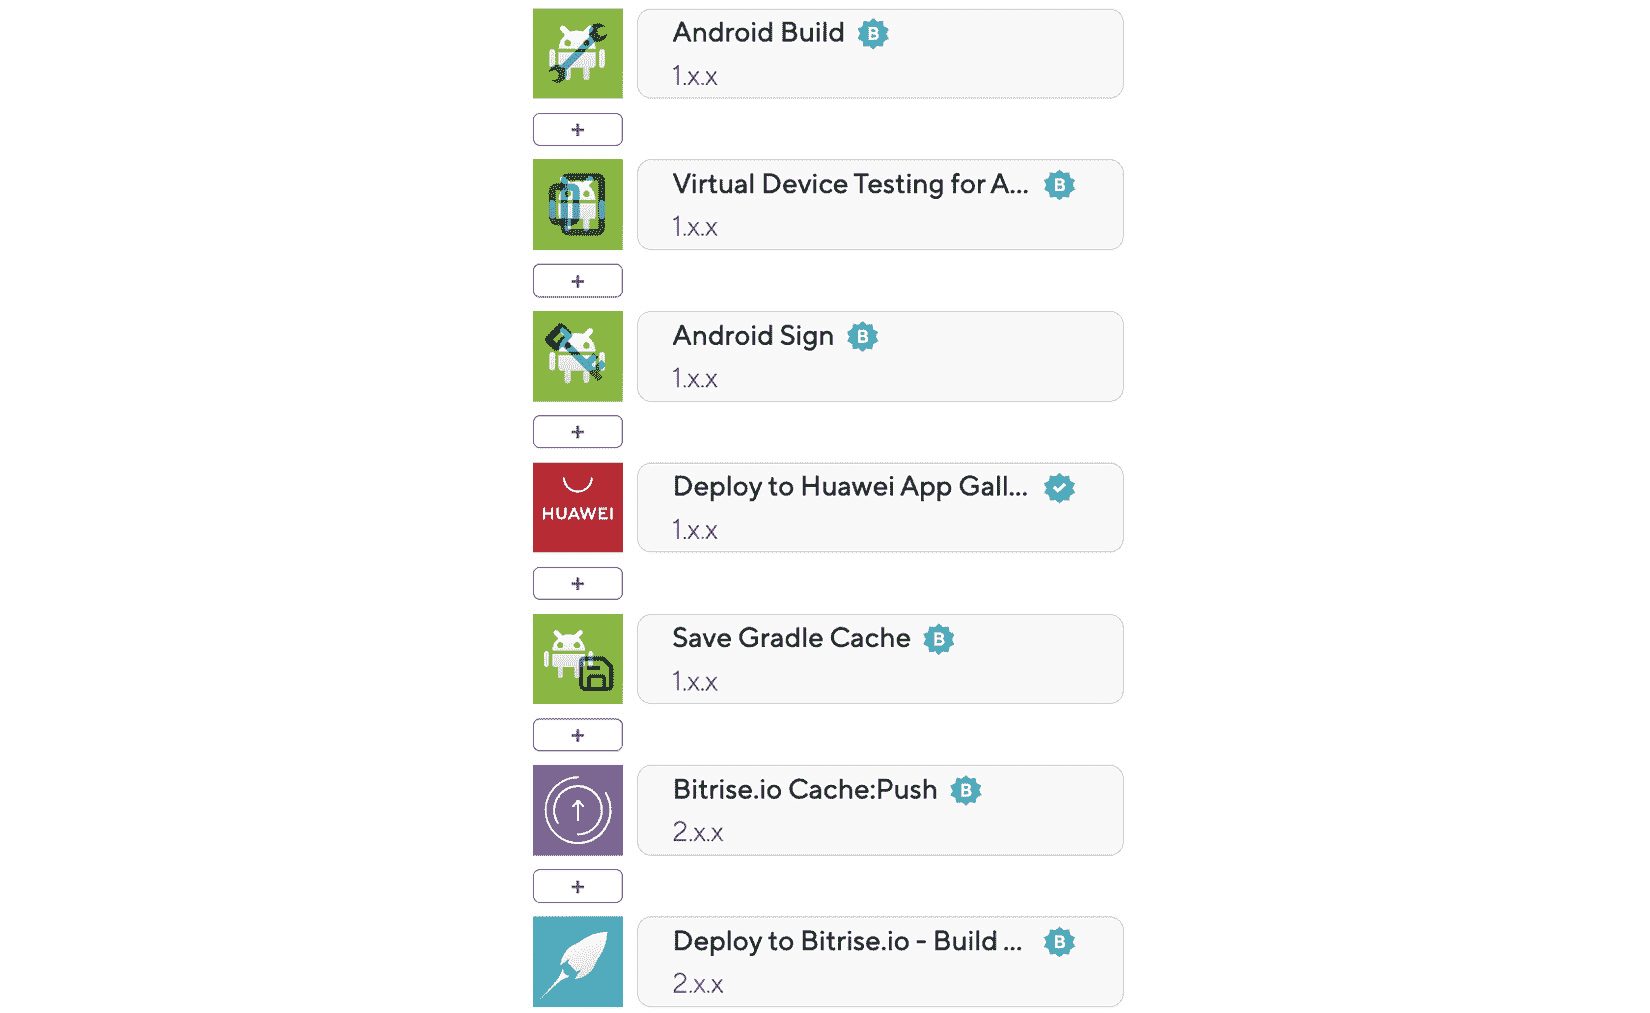 Android Build B
1.x.x
+
Virtual Device Testing for A... B
1.x.x
+
Android Sign B
1.x.x
+
HUAWEI
Deploy to Huawei App Gall...
1.x.x
+
Save Gradle Cache B
1.x.x
+
Bitrise.io Cache:Push B
2.x.x
+
Deploy to Bitrise.io - Build ... B
2.x.x